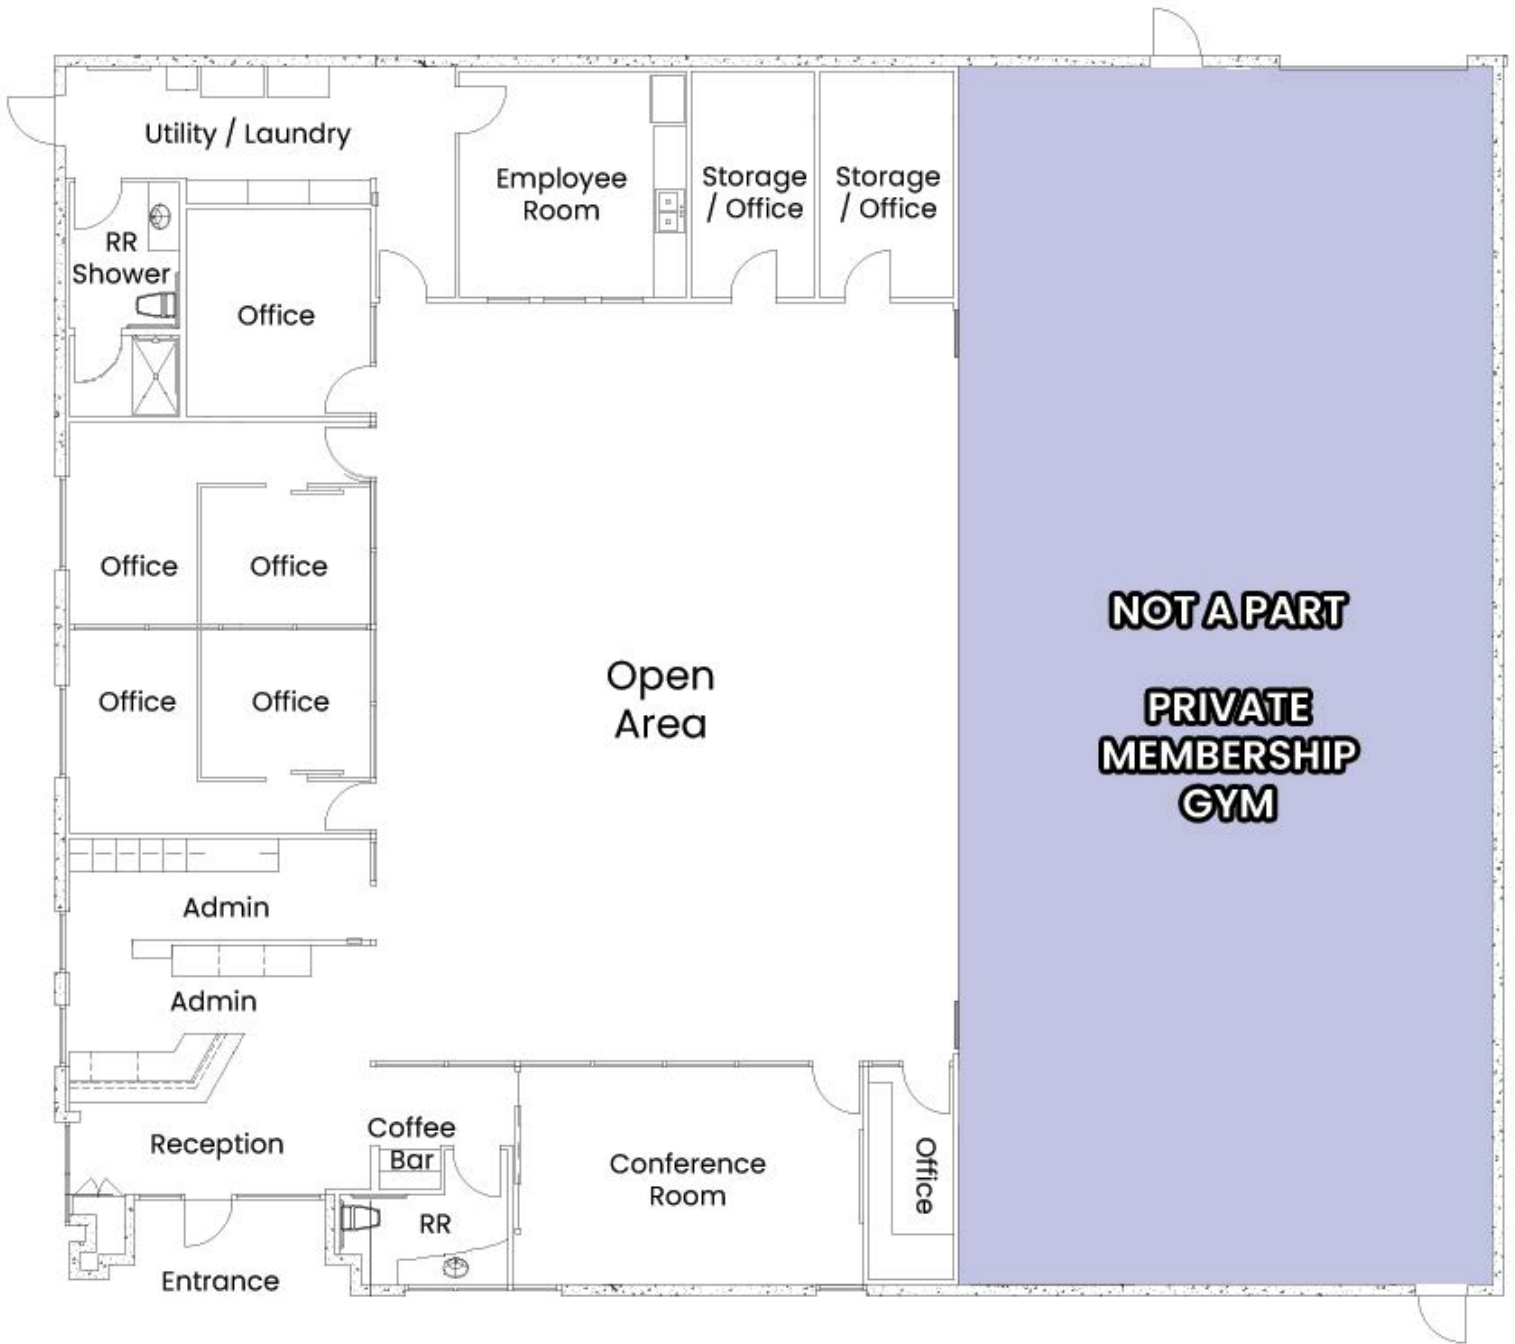 Utility / Laundry
Employee
Room
Storage
/ Office
Storage
/ Office
RR
Shower
Office
Office
Office
Office
Office
Open
Area
NOT A PART
PRIVATE
MEMBERSHIP
GYM
Admin
Admin
Reception
Coffee
Bar
RR
Conference
Room
Office
Entrance